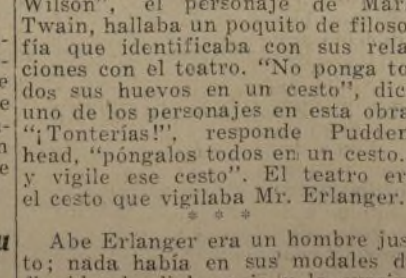 Wilson", el personaje de Mar
Twain, hallaba un poquito de filoso
fía que identificaba con sus rela
ciones con el teatro. "No ponga to
dos sus huevos en un cesto", dic
uno de los personajes en esta obra
"¡Tonterías!", responde Pudden
head, "póngalos todos en un cesto.
y vigile ese cesto". El teatro er
el cesto que vigilaba Mr. Erlanger.
* * *
Abe Erlanger era un hombre jus
to; nada había en sus modales d